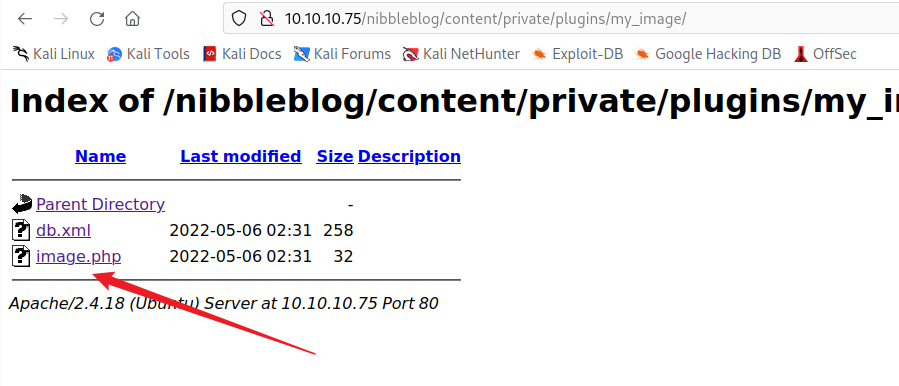 10.10.10.75/nibbleblog/content/private/plugins/my_image/
Kali Linux Kali Tools Kali Docs Kali Forums Kali NetHunter Exploit-DB Google Hacking DB OffSec
Index of /nibbleblog/content/private/plugins/my_i
Name Last modified Size Description
Parent Directory -
db.xml 2022-05-06 02:31 258
image.php 2022-05-06 02:31 32
Apache/2.4.18 (Ubuntu) Server at 10.10.10.75 Port 80